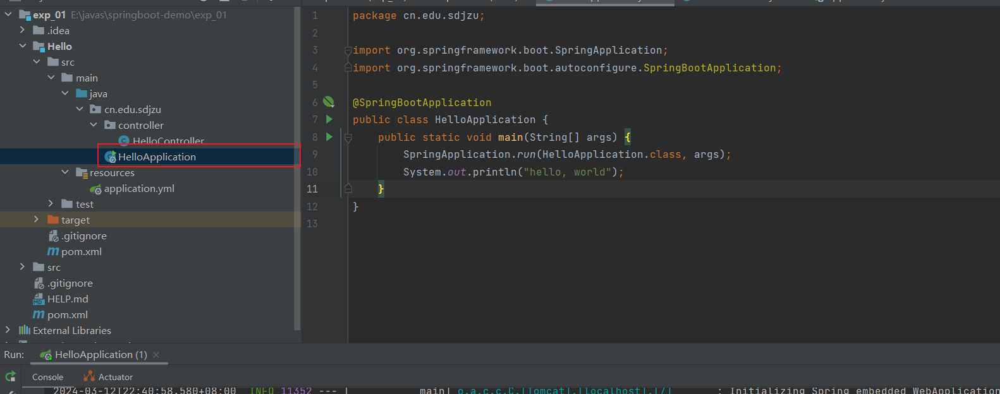 exp_01 E:\javas\springboot-demo\exp_01
.idea
Hello
src
main
java
cn.edu.sdjzu
controller
HelloController
HelloApplication
resources
application.yml
test
target
.gitignore
pom.xml
src
.gitignore
HELP.md
pom.xml
External Libraries
1 package cn.edu.sdjzu;
2
3 import org.springframework.boot.SpringApplication;
4 import org.springframework.boot.autoconfigure.SpringBootApplication;
5
6 @SpringBootApplication
7 public class HelloApplication {
8 public static void main(String[] args) {
9 SpringApplication.run(HelloApplication.class, args);
10 System.out.println("hello, world");
11 }
12 }
13
Run: HelloApplication (1)
Console Actuator
2024-03-12T22:40:58.580+08:00 INFO 11352 --- [ main] o.a.c.c.C.[Tomcat].[localhost].[/] : Initializing Spring embedded WebApplication